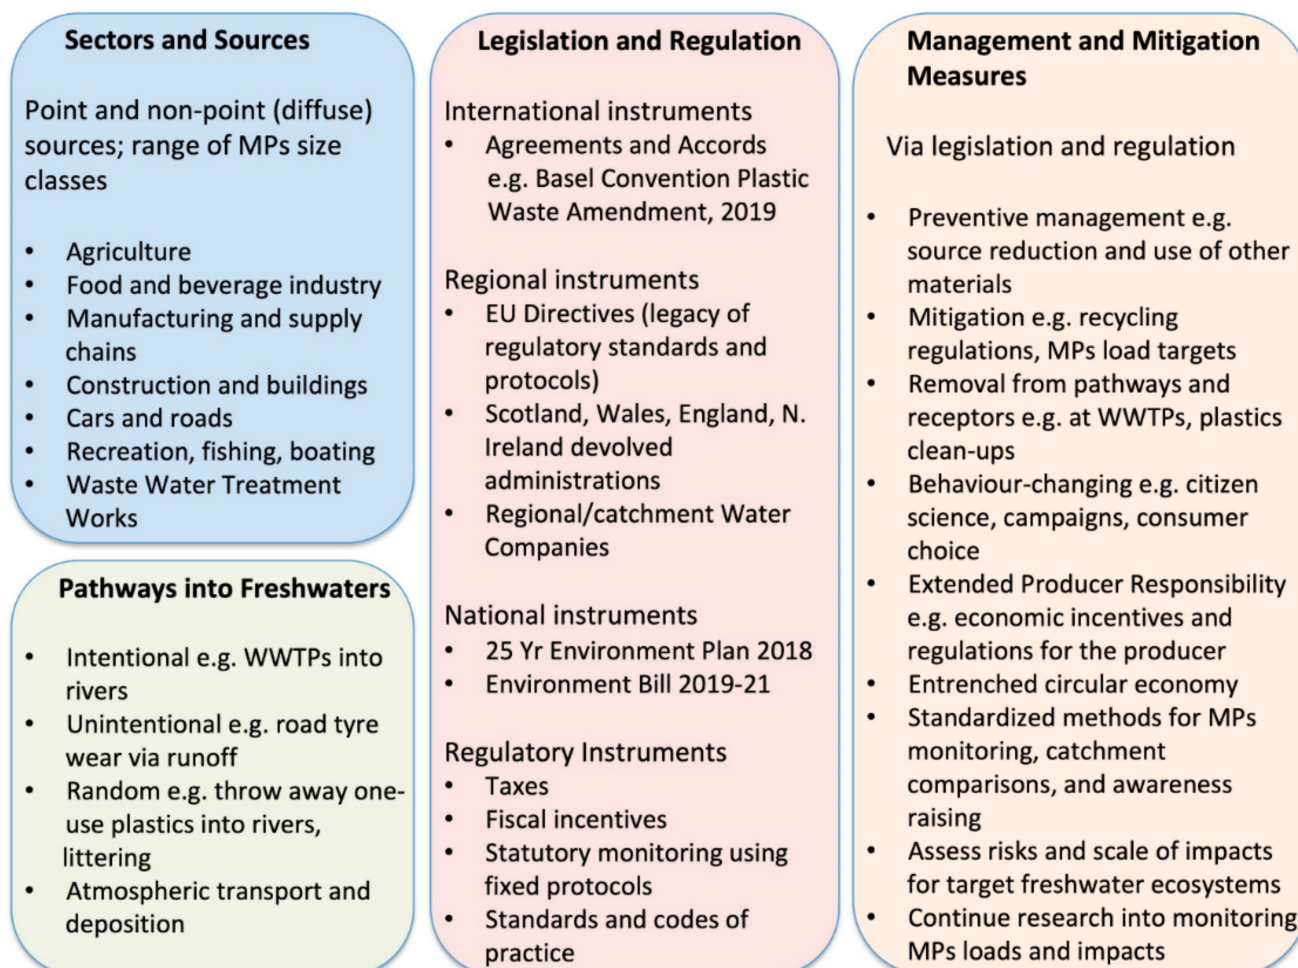 Sectors and Sources
Point and non-point (diffuse)
sources; range of MPs size
classes
• Agriculture
• Food and beverage industry
• Manufacturing and supply
chains
• Construction and buildings
• Cars and roads
• Recreation, fishing, boating
• Waste Water Treatment
Works
Pathways into Freshwaters
• Intentional e.g. WWTPs into
rivers
• Unintentional e.g. road tyre
wear via runoff
• Random e.g. throw away one-
use plastics into rivers,
littering
• Atmospheric transport and
deposition
Legislation and Regulation
International instruments
• Agreements and Accords
e.g. Basel Convention Plastic
Waste Amendment, 2019
Regional instruments
• EU Directives (legacy of
regulatory standards and
protocols)
• Scotland, Wales, England, N.
Ireland devolved
administrations
• Regional/catchment Water
Companies
National instruments
• 25 Yr Environment Plan 2018
• Environment Bill 2019-21
Regulatory Instruments
• Taxes
• Fiscal incentives
• Statutory monitoring using
fixed protocols
• Standards and codes of
practice
Management and Mitigation
Measures
Via legislation and regulation
• Preventive management e.g.
source reduction and use of other
materials
• Mitigation e.g. recycling
regulations, MPs load targets
• Removal from pathways and
receptors e.g. at WWTPs, plastics
clean-ups
• Behaviour-changing e.g. citizen
science, campaigns, consumer
choice
• Extended Producer Responsibility
e.g. economic incentives and
regulations for the producer
• Entrenched circular economy
• Standardized methods for MPs
monitoring, catchment
comparisons, and awareness
raising
• Assess risks and scale of impacts
for target freshwater ecosystems
• Continue research into monitoring
MPs loads and impacts